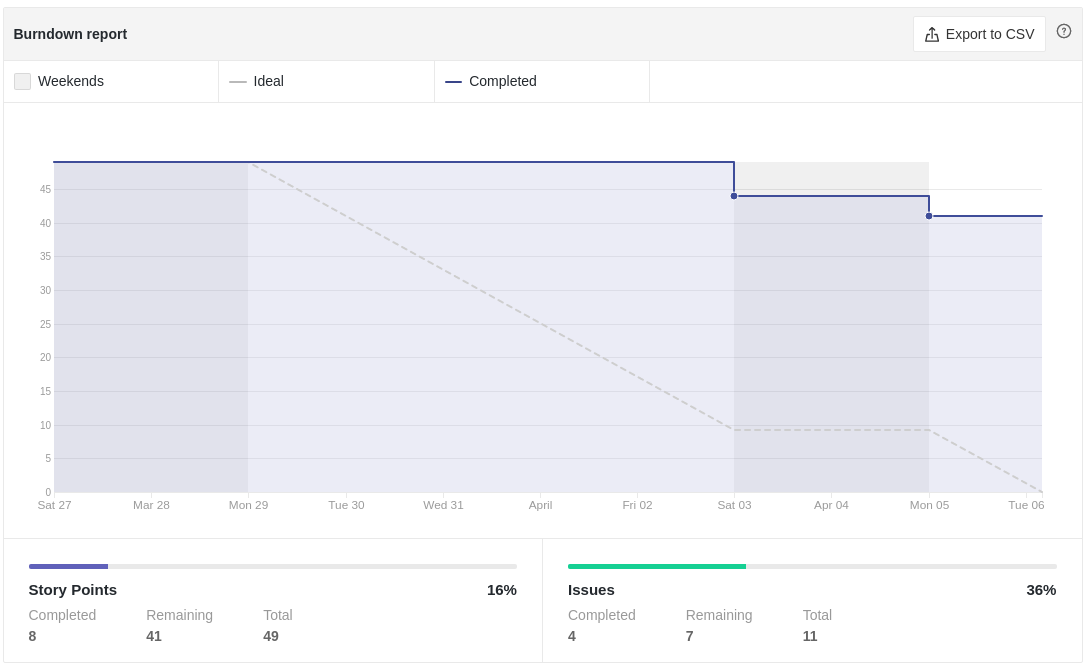 Burndown report
Export to CSV
?
Weekends
Ideal
Completed
45
40
35
30
25
20
15
10
5
0
Sat 27 Mar 28 Mon 29 Tue 30 Wed 31 April Fri 02 Sat 03 Apr 04 Mon 05 Tue 06
Story Points 16%
Completed Remaining Total
8 41 49
Issues 36%
Completed Remaining Total
4 7 11